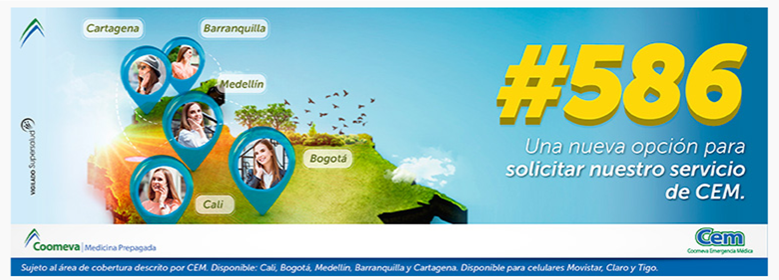 Cartagena
Barranquilla
Medellín
Bogotá
Cali
#586
Una nueva opción para
solicitar nuestro servicio
de CEM.
VIGILADO Supersalud
Coomeva | Medicina Prepagada
Cem
Coomeva Emergencia Médica
Sujeto al área de cobertura descrito por CEM. Disponible: Cali, Bogotá, Medellín, Barranquilla y Cartagena. Disponible para celulares Movistar, Claro y Tigo.